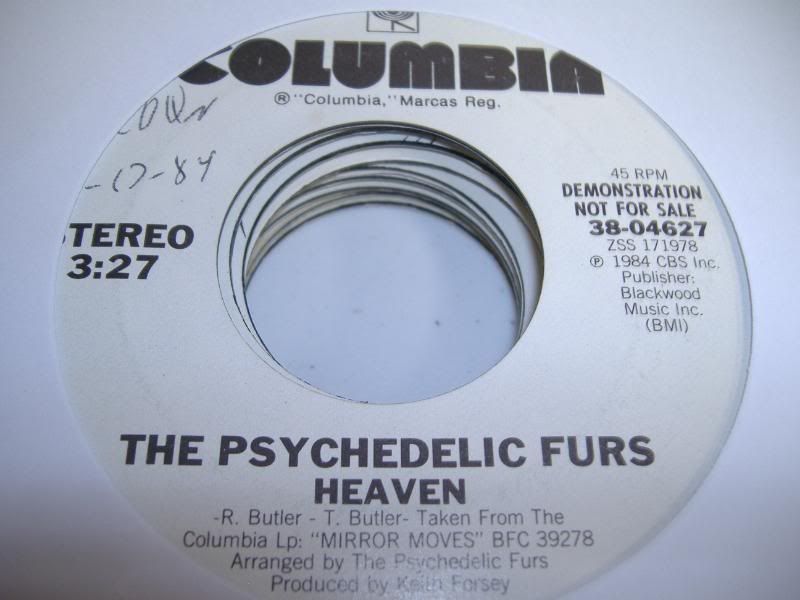 COLUMBIA
® "Columbia," Marcas Reg.
-17-84
STEREO
3:27
45 RPM
DEMONSTRATION
NOT FOR SALE
38-04627
ZSS 171978
℗ 1984 CBS Inc.
Publisher:
Blackwood
Music Inc.
(BMI)
THE PSYCHEDELIC FURS
HEAVEN
-R. Butler - T. Butler- Taken From The
Columbia Lp: "MIRROR MOVES" BFC 39278
Arranged by The Psychedelic Furs
Produced by Keith Forsey